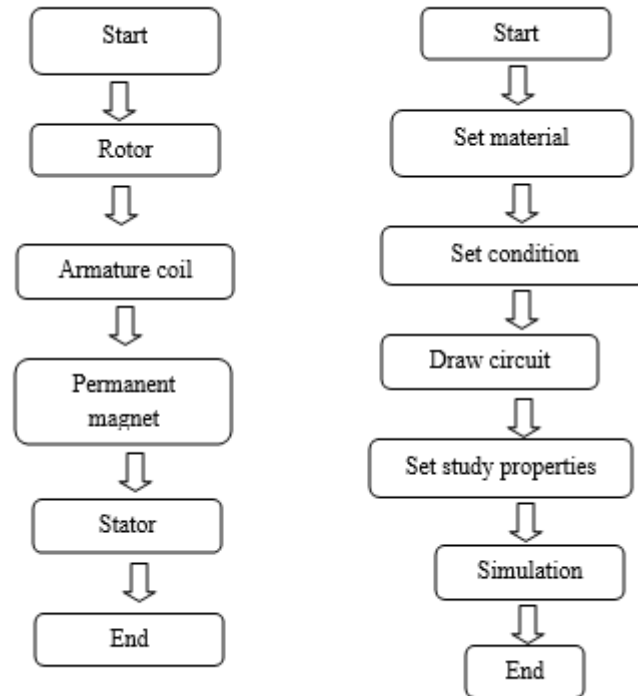 Start
Rotor
Armature coil
Permanent
magnet
Stator
End
Start
Set material
Set condition
Draw circuit
Set study properties
Simulation
End